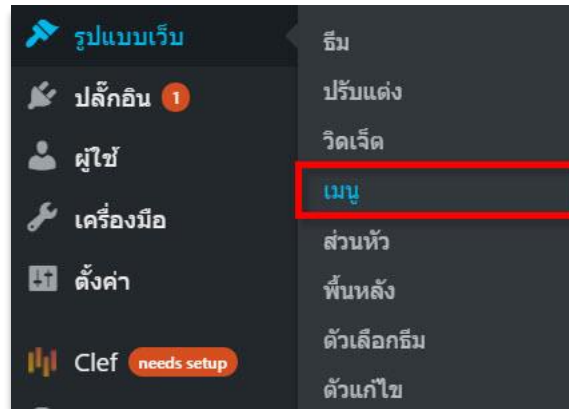 รูปแบบเว็บ
ปลั๊กอิน 1
ผู้ใช้
เครื่องมือ
ตั้งค่า
Clef needs setup
ธีม
ปรับแต่ง
วิดเจ็ต
เมนู
ส่วนหัว
พื้นหลัง
ตัวเลือกธีม
ตัวแก้ไข